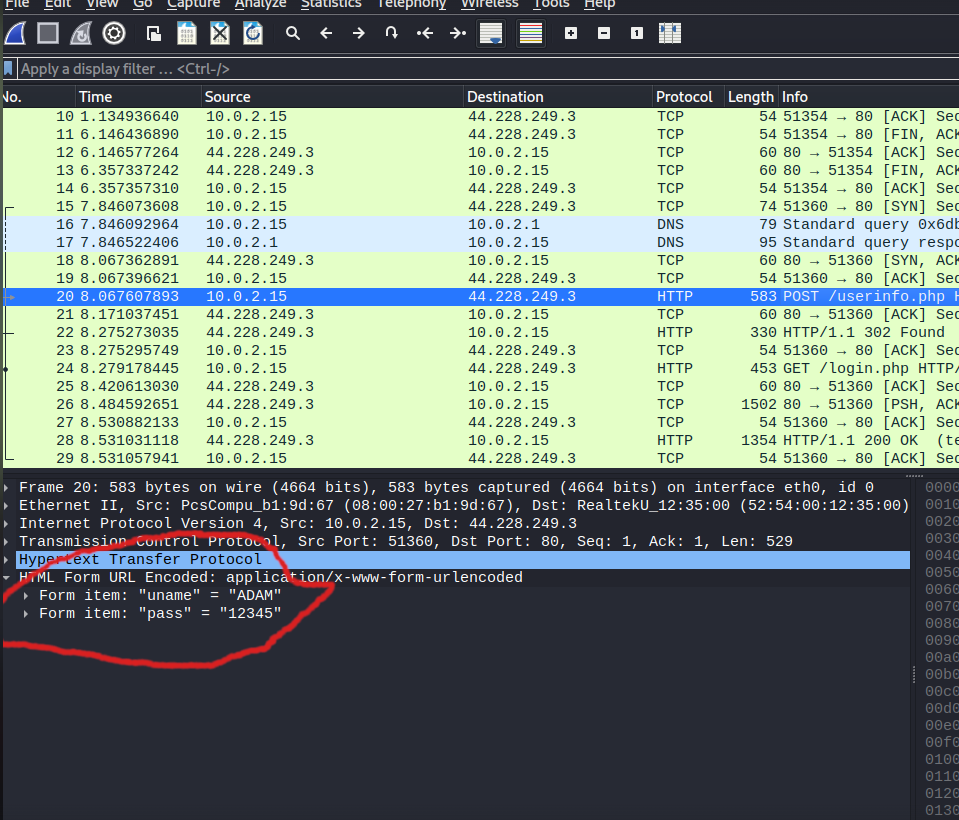 File Edit View Go Capture Analyze Statistics Telephony Wireless Tools Help
Apply a display filter … <Ctrl-/>
No. Time Source Destination Protocol Length Info
10 1.134936640 10.0.2.15 44.228.249.3 TCP 54 51354 → 80 [ACK] Sec
11 6.146436890 10.0.2.15 44.228.249.3 TCP 54 51354 → 80 [FIN, ACK
12 6.146577264 44.228.249.3 10.0.2.15 TCP 60 80 → 51354 [ACK] Sec
13 6.357337242 44.228.249.3 10.0.2.15 TCP 60 80 → 51354 [FIN, ACK
14 6.357357310 10.0.2.15 44.228.249.3 TCP 54 51354 → 80 [ACK] Sec
15 7.846073608 10.0.2.15 44.228.249.3 TCP 74 51360 → 80 [SYN] Sec
16 7.846092964 10.0.2.15 10.0.2.1 DNS 79 Standard query 0x6db
17 7.846522406 10.0.2.1 10.0.2.15 DNS 95 Standard query respo
18 8.067362891 44.228.249.3 10.0.2.15 TCP 60 80 → 51360 [SYN, ACK
19 8.067396621 10.0.2.15 44.228.249.3 TCP 54 51360 → 80 [ACK] Sec
20 8.067607893 10.0.2.15 44.228.249.3 HTTP 583 POST /userinfo.php H
21 8.171037451 44.228.249.3 10.0.2.15 TCP 60 80 → 51360 [ACK] Sec
22 8.275273035 44.228.249.3 10.0.2.15 HTTP 330 HTTP/1.1 302 Found
23 8.275295749 10.0.2.15 44.228.249.3 TCP 54 51360 → 80 [ACK] Sec
24 8.279178445 10.0.2.15 44.228.249.3 HTTP 453 GET /login.php HTTP/
25 8.420613030 44.228.249.3 10.0.2.15 TCP 60 80 → 51360 [ACK] Sec
26 8.484592651 44.228.249.3 10.0.2.15 TCP 1502 80 → 51360 [PSH, ACK
27 8.530882133 10.0.2.15 44.228.249.3 TCP 54 51360 → 80 [ACK] Sec
28 8.531031118 44.228.249.3 10.0.2.15 HTTP 1354 HTTP/1.1 200 OK (te
29 8.531057941 10.0.2.15 44.228.249.3 TCP 54 51360 → 80 [ACK] Sec
Frame 20: 583 bytes on wire (4664 bits), 583 bytes captured (4664 bits) on interface eth0, id 0
Ethernet II, Src: PcsCompu_b1:9d:67 (08:00:27:b1:9d:67), Dst: RealtekU_12:35:00 (52:54:00:12:35:00)
Internet Protocol Version 4, Src: 10.0.2.15, Dst: 44.228.249.3
Transmission Control Protocol, Src Port: 51360, Dst Port: 80, Seq: 1, Ack: 1, Len: 529
Hypertext Transfer Protocol
HTML Form URL Encoded: application/x-www-form-urlencoded
Form item: "uname" = "ADAM"
Form item: "pass" = "12345"
0000
0010
0020
0030
0040
0050
0060
0070
0080
0090
00a0
00b0
00c0
00d0
00e0
00f0
0100
0110
0120
0130